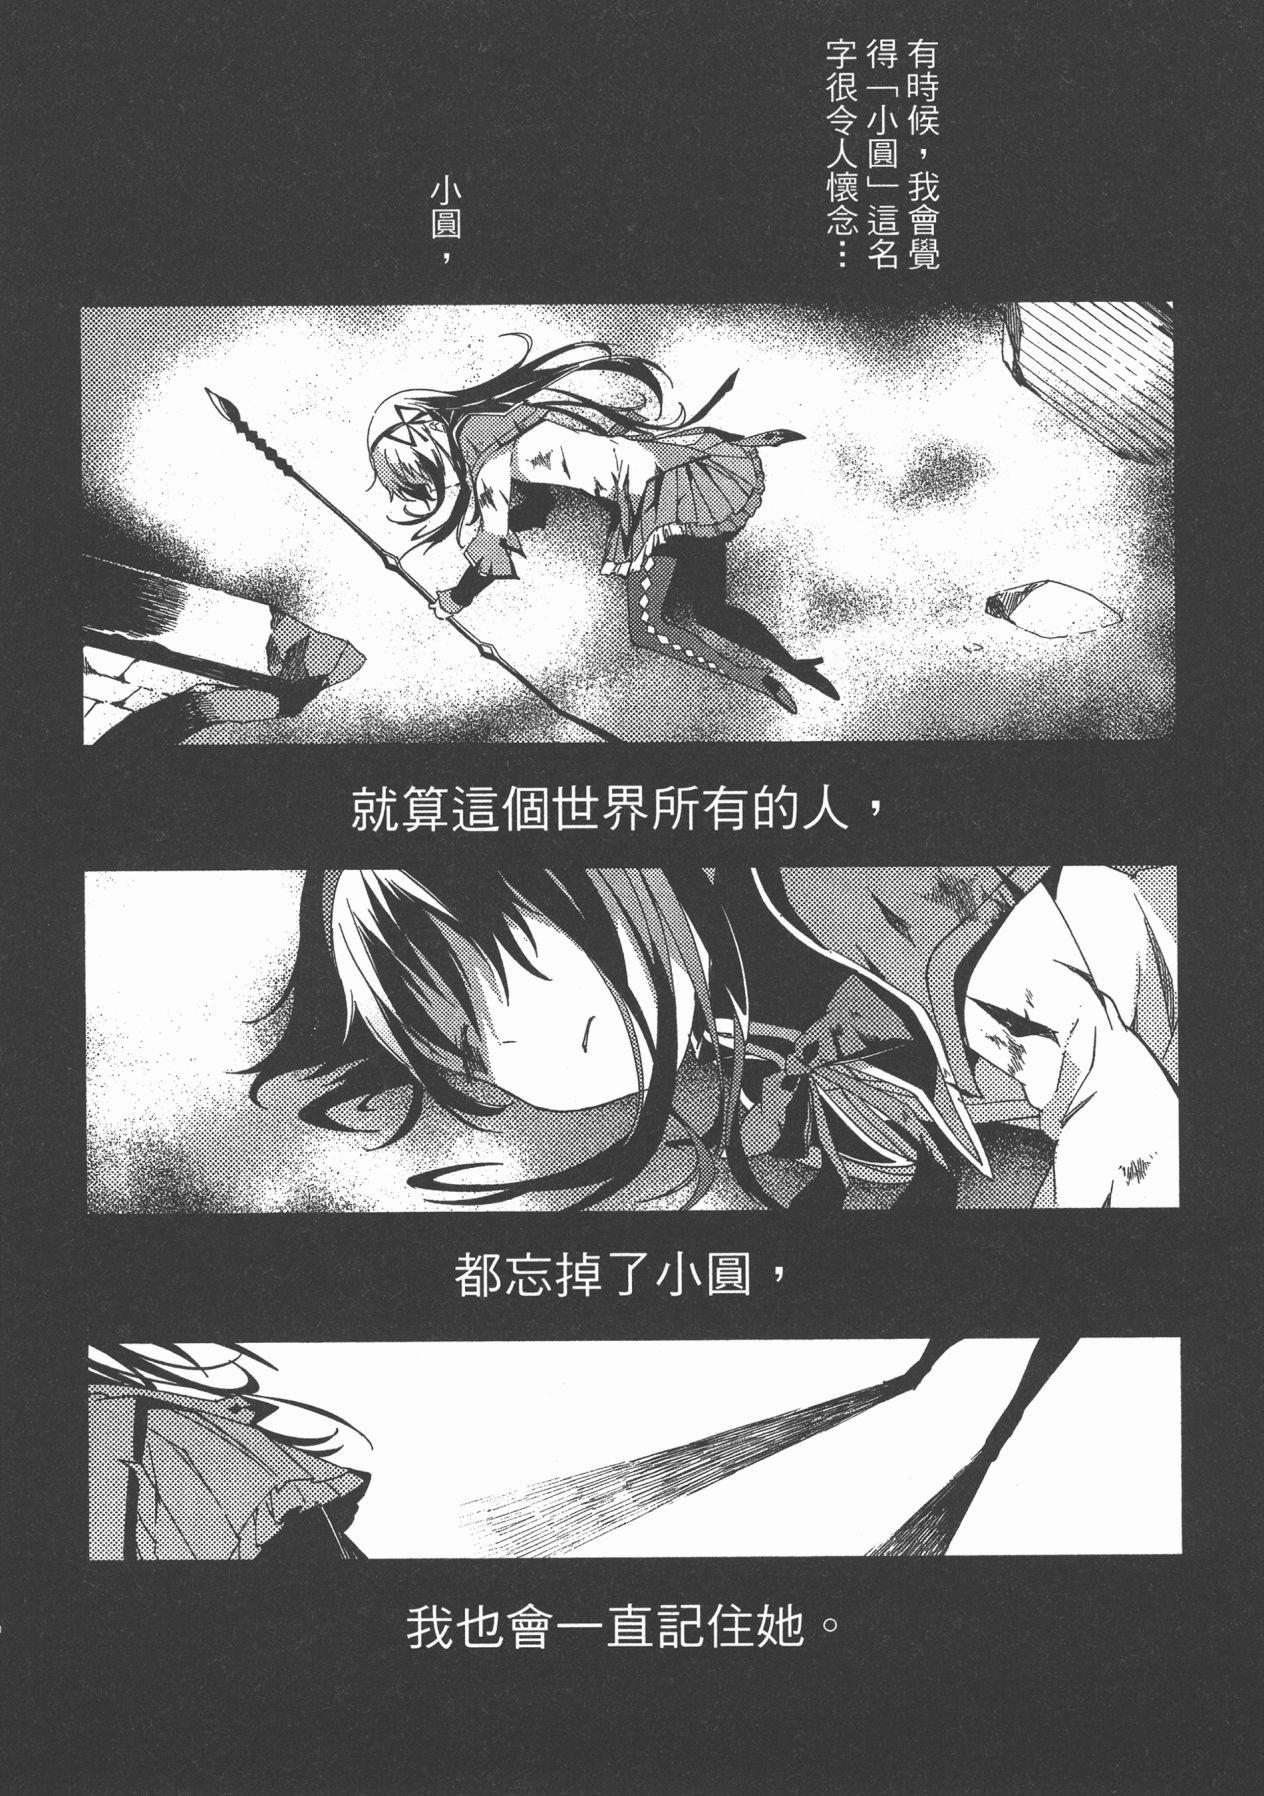 有時候，我會覺
得「小圓」這名
字很令人懷念…
小圓，
就算這個世界所有的人，
都忘掉了小圓，
我也會一直記住她。